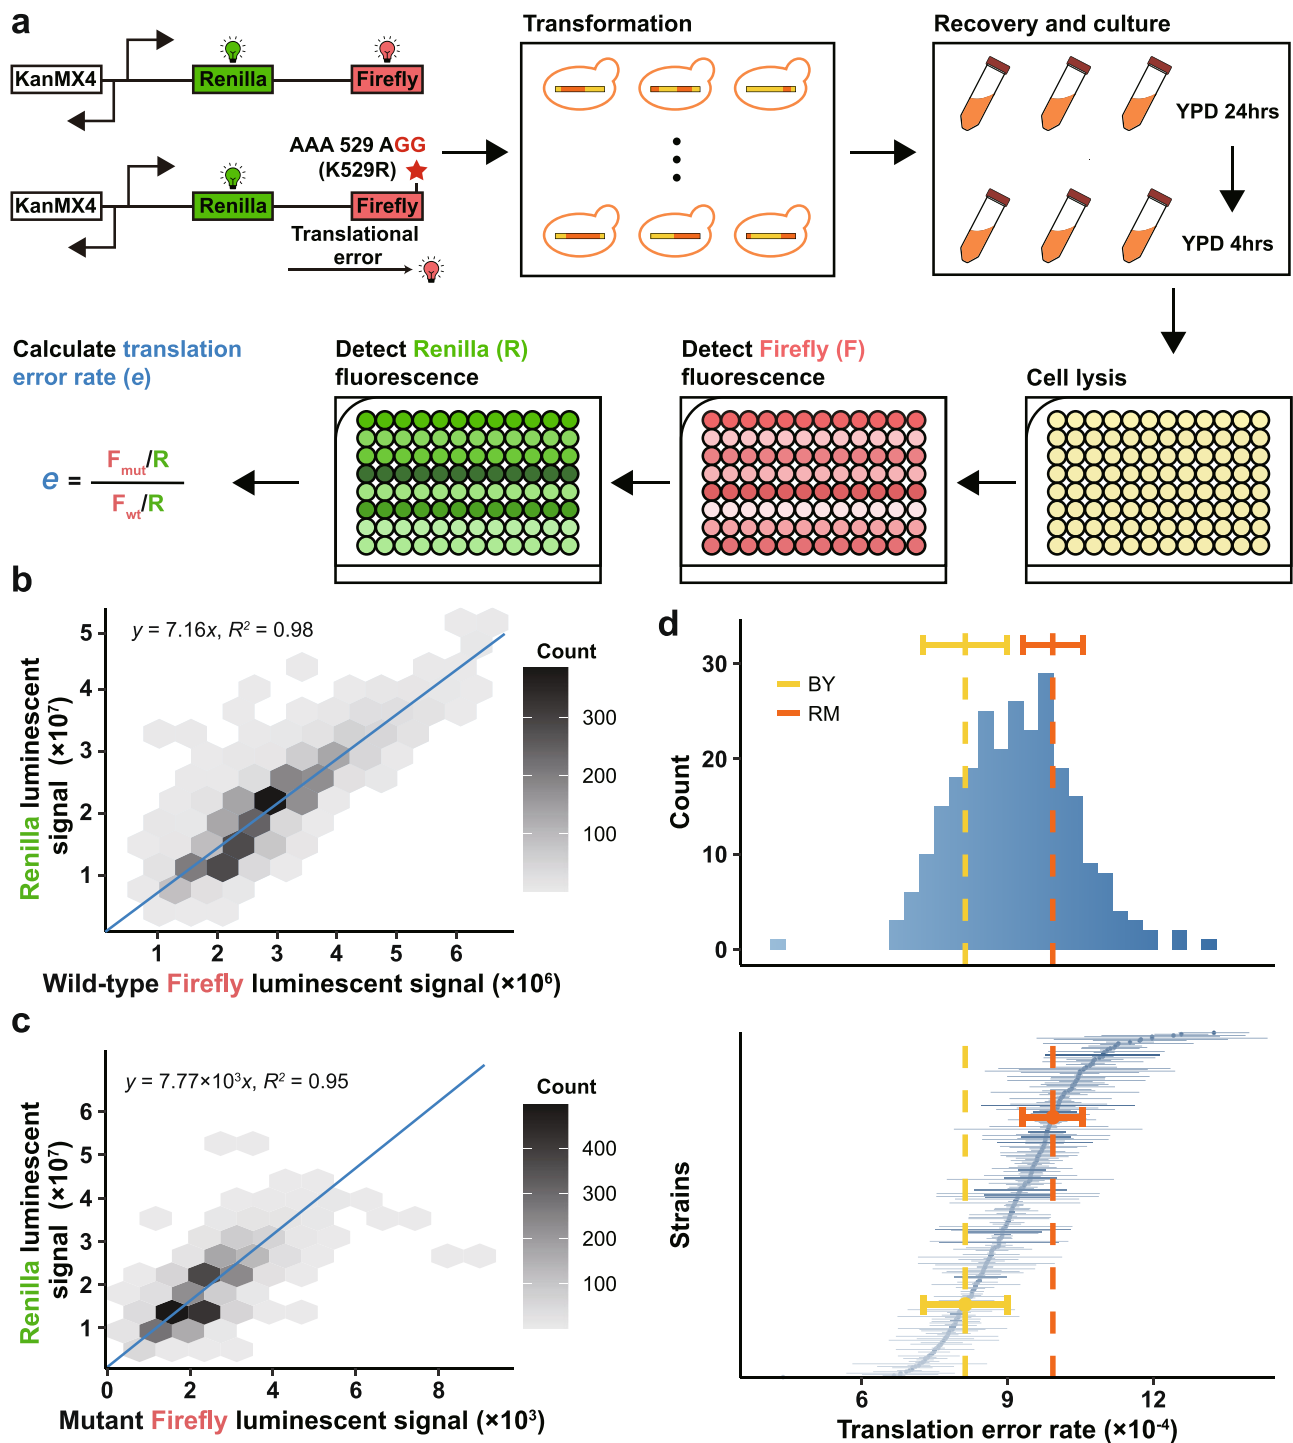 a
KanMX4
Renilla
Firefly
AAA 529 AGG
(K529R)
KanMX4
Renilla
Firefly
Translational
error
Transformation
Recovery and culture
YPD 24hrs
YPD 4hrs
Calculate translation
error rate (e)
e = Fmut/R
Fwt/R
Detect Renilla (R)
fluorescence
Detect Firefly (F)
fluorescence
Cell lysis
b
y = 7.16x, R² = 0.98
Renilla luminescent
signal (×10⁷)
5
4
3
2
1
1 2 3 4 5 6
Wild-type Firefly luminescent signal (×10⁶)
Count
300
200
100
c
y = 7.77×10³x, R² = 0.95
Renilla luminescent
signal (×10⁷)
6
5
4
3
2
1
0 2 4 6 8
Mutant Firefly luminescent signal (×10³)
Count
400
300
200
100
d
BY
RM
Count
30
20
10
0
Strains
6 9 12
Translation error rate (×10⁻⁴)